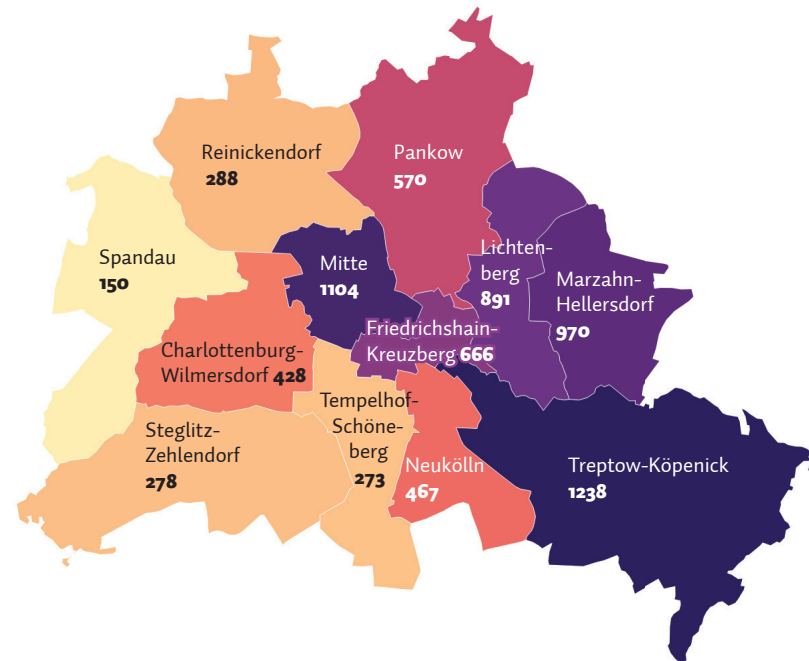 Reinickendorf
288
Pankow
570
Spandau
150
Mitte
1104
Lichten-
berg
891
Marzahn-
Hellersdorf
970
Friedrichshain-
Kreuzberg 666
Charlottenburg-
Wilmersdorf 428
Tempelhof-
Schöne-
berg
273
Steglitz-
Zehlendorf
278
Neukölln
467
Treptow-Köpenick
1238